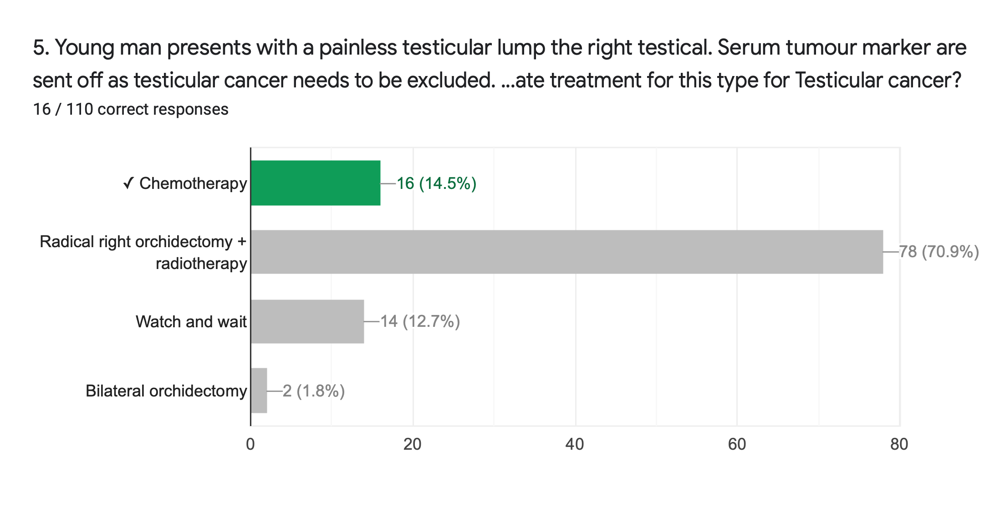 5. Young man presents with a painless testicular lump the right testical. Serum tumour marker are
sent off as testicular cancer needs to be excluded. ...ate treatment for this type for Testicular cancer?
16 / 110 correct responses
✓ Chemotherapy
16 (14.5%)
Radical right orchidectomy +
radiotherapy
78 (70.9%)
Watch and wait
14 (12.7%)
Bilateral orchidectomy
2 (1.8%)
0 20 40 60 80